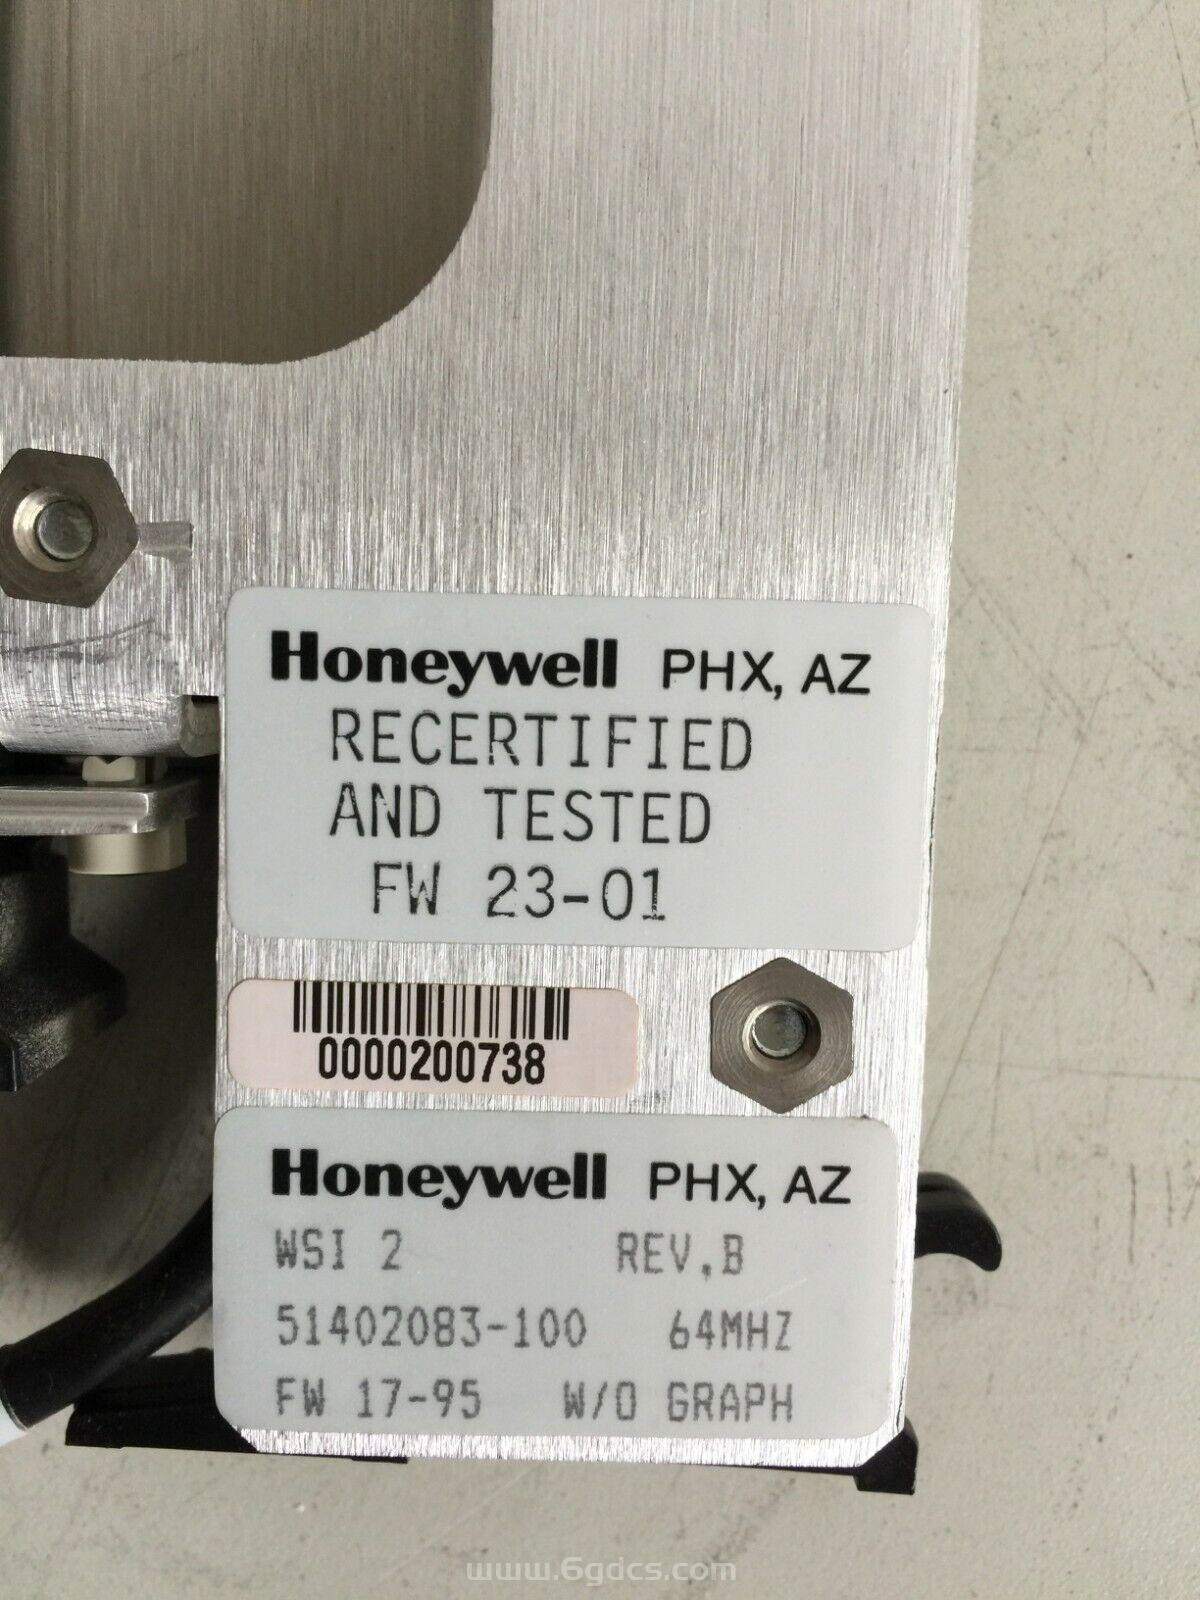 Honeywell PHX, AZ
RECERTIFIED
AND TESTED
FW 23-01
0000200738
Honeywell PHX, AZ
WSI 2 REV.B
51402083-100 64MHZ
FW 17-95 W/O GRAPH
www.6gdcs.com